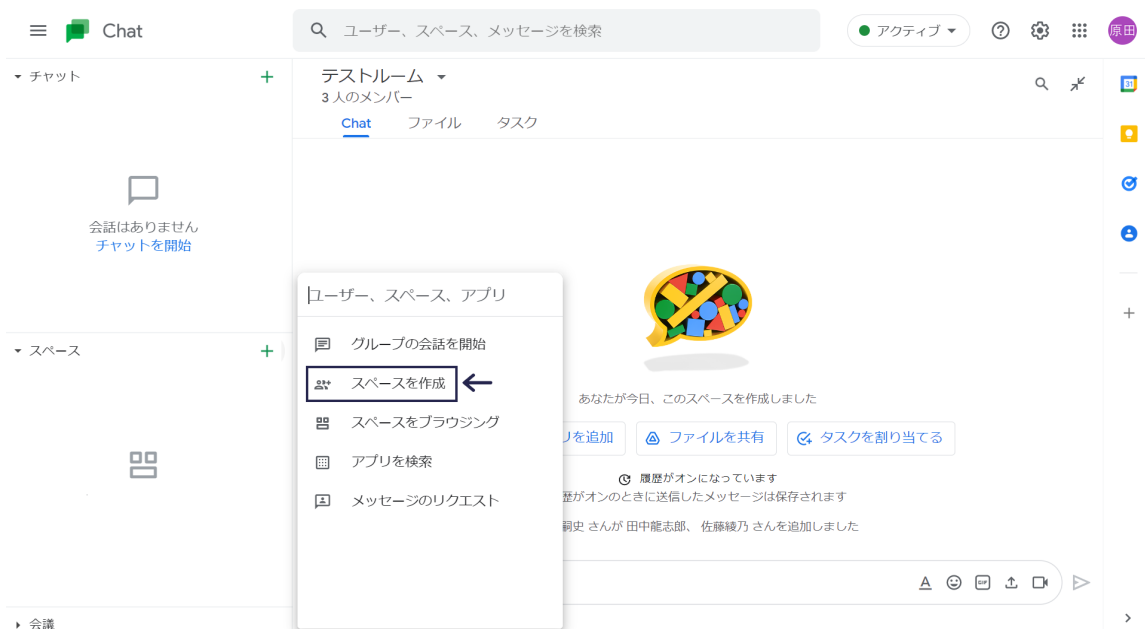 Chat
ユーザー、スペース、メッセージを検索
アクティブ
原田
チャット
テストルーム
3 人のメンバー
Chat ファイル タスク
31
会話はありません
チャットを開始
ユーザー、スペース、アプリ
グループの会話を開始
スペースを作成
スペースをブラウジング
アプリを検索
メッセージのリクエスト
スペース
あなたが今日、このスペースを作成しました
リを追加
ファイルを共有
タスクを割り当てる
履歴がオンになっています
歴がオンのときに送信したメッセージは保存されます
嗣史 さんが 田中龍志郎、 佐藤綾乃 さんを追加しました
GIF
会議